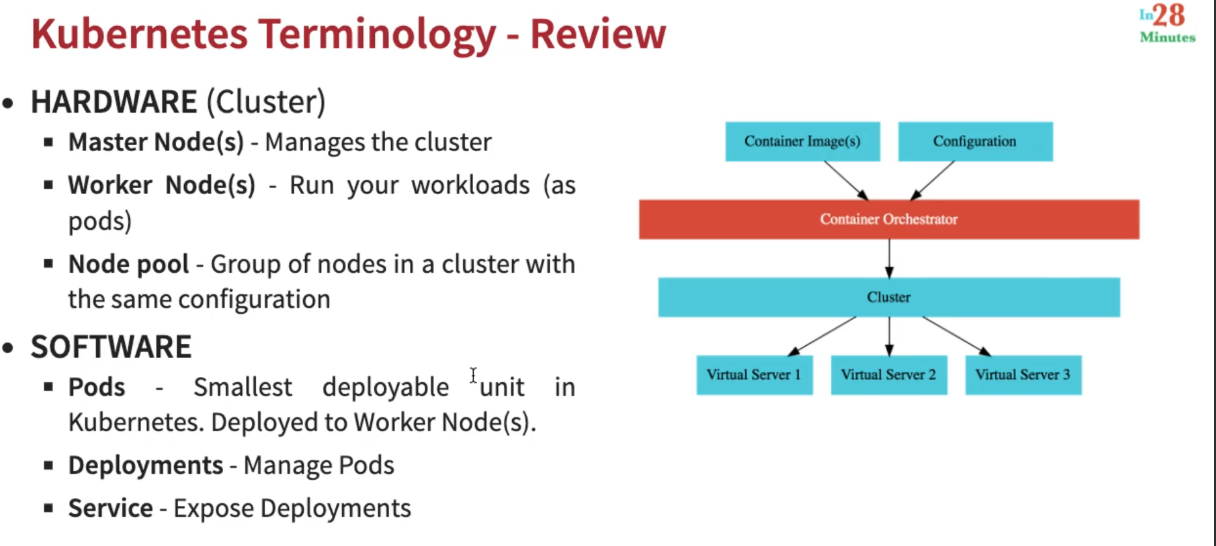 Kubernetes Terminology - Review
In28
Minutes
• HARDWARE (Cluster)
▪ Master Node(s) - Manages the cluster
▪ Worker Node(s) - Run your workloads (as
pods)
▪ Node pool - Group of nodes in a cluster with
the same configuration
• SOFTWARE
▪ Pods - Smallest deployable unit in
Kubernetes. Deployed to Worker Node(s).
▪ Deployments - Manage Pods
▪ Service - Expose Deployments
Container Image(s)
Configuration
Container Orchestrator
Cluster
Virtual Server 1
Virtual Server 2
Virtual Server 3